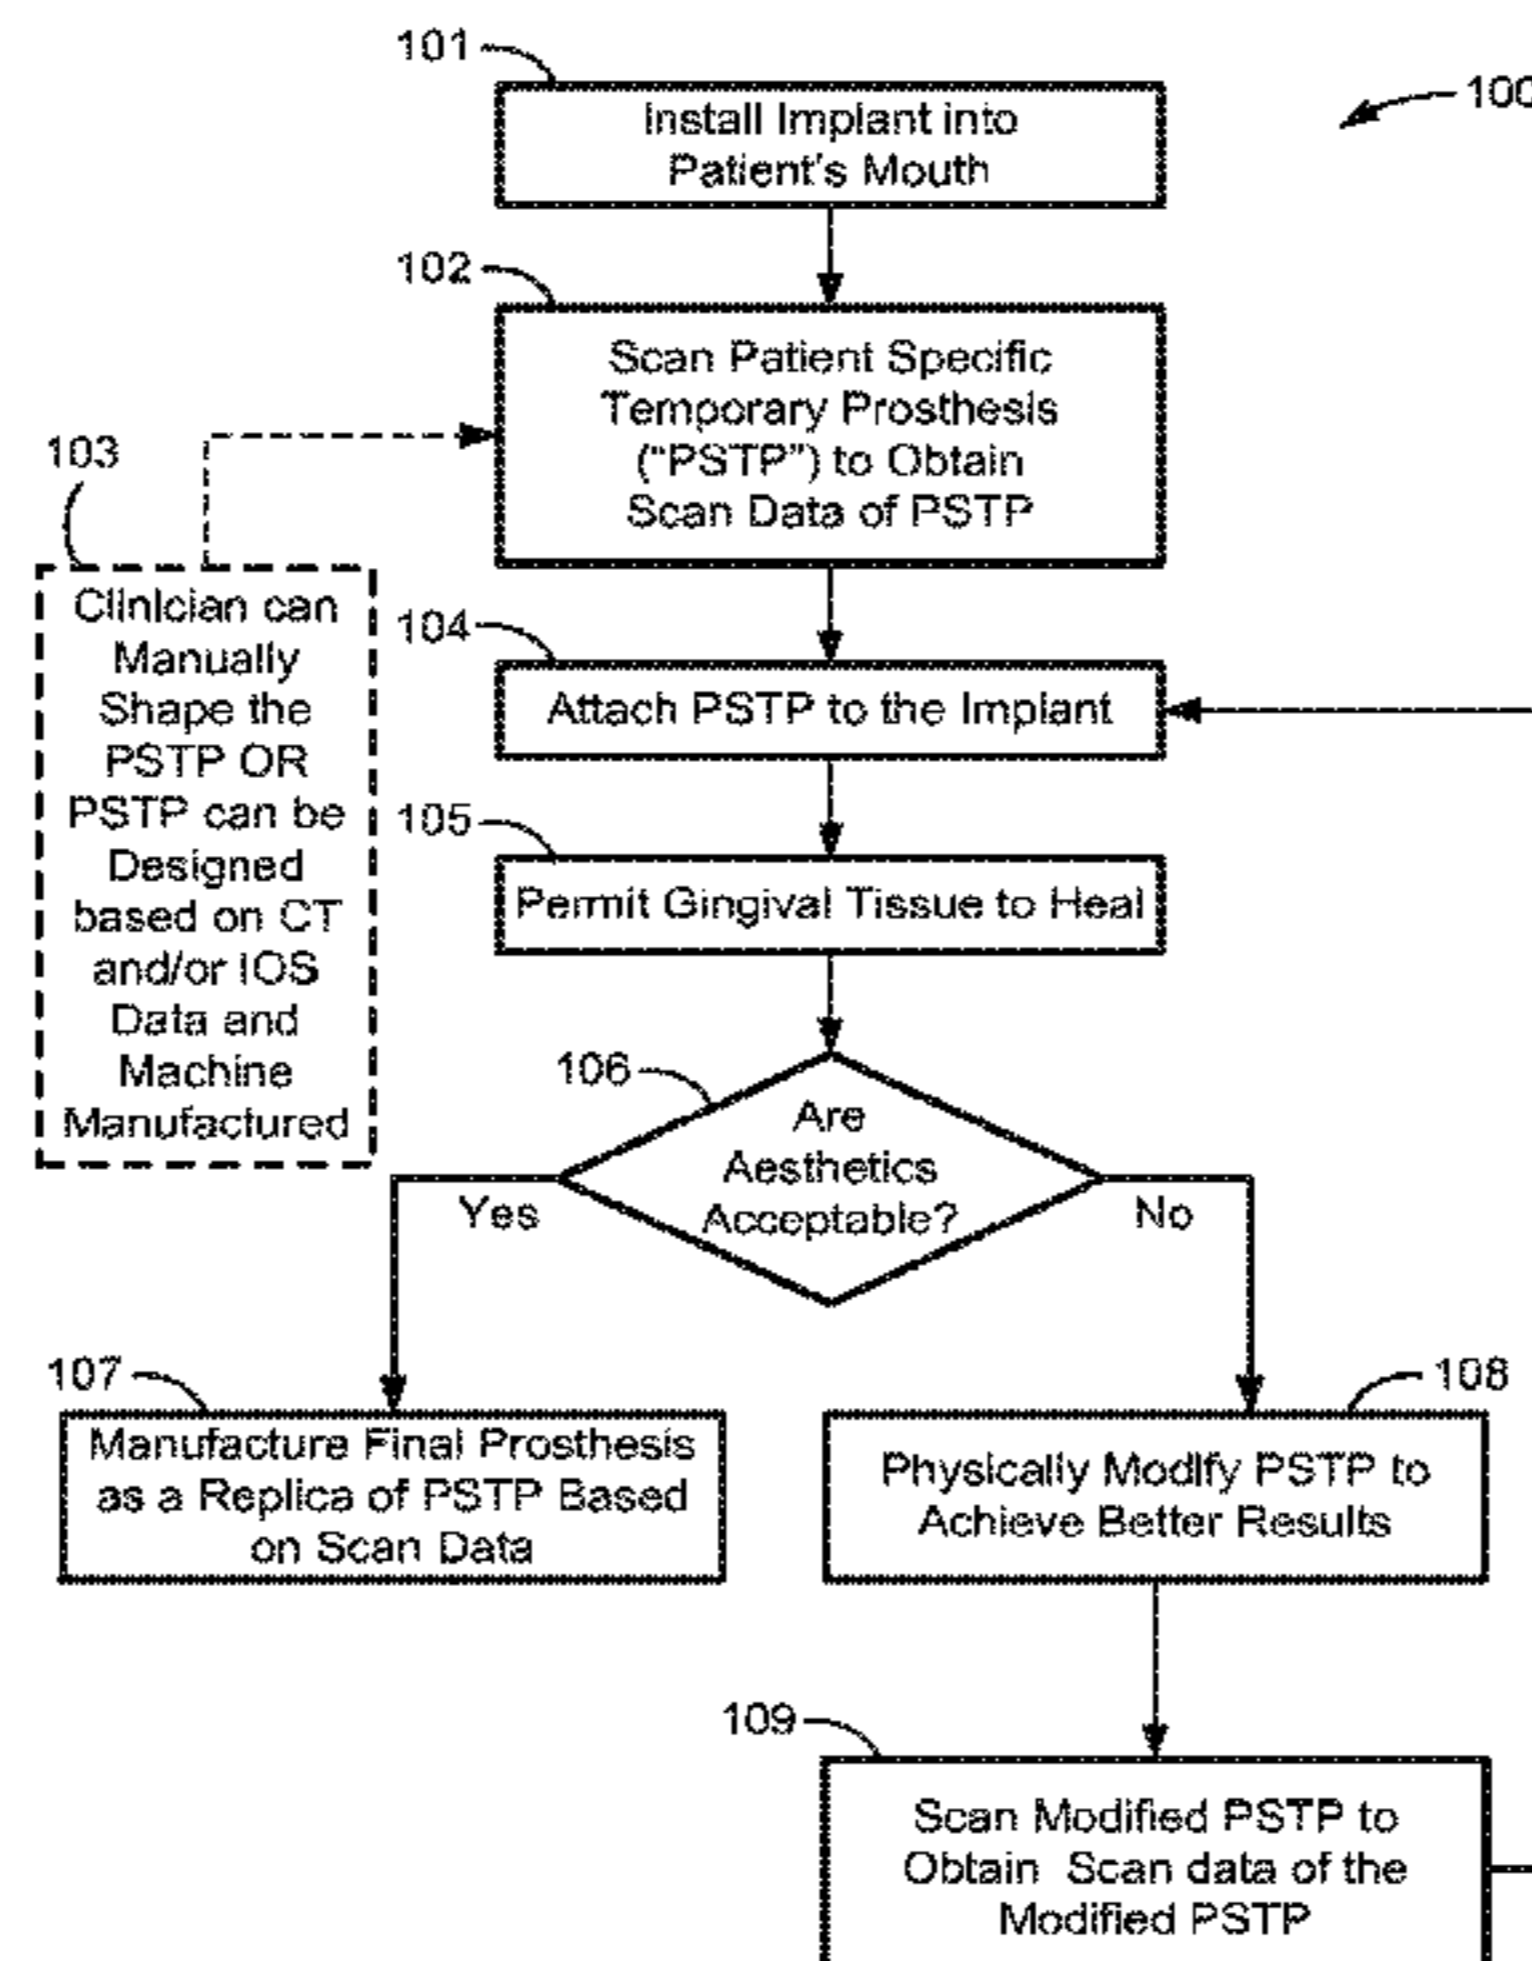 101
100
Install Implant into
Patient's Mouth
102
Scan Patient Specific
Temporary Prosthesis
("PSTP") to Obtain
Scan Data of PSTP
103
Clinician can
Manually
Shape the
PSTP OR
PSTP can be
Designed
based on CT
and/or IOS
Data and
Machine
Manufactured
104
Attach PSTP to the Implant
105
Permit Gingival Tissue to Heal
106
Are
Aesthetics
Acceptable?
Yes
No
107
Manufacture Final Prosthesis
as a Replica of PSTP Based
on Scan Data
108
Physically Modify PSTP to
Achieve Better Results
109
Scan Modified PSTP to
Obtain Scan data of the
Modified PSTP